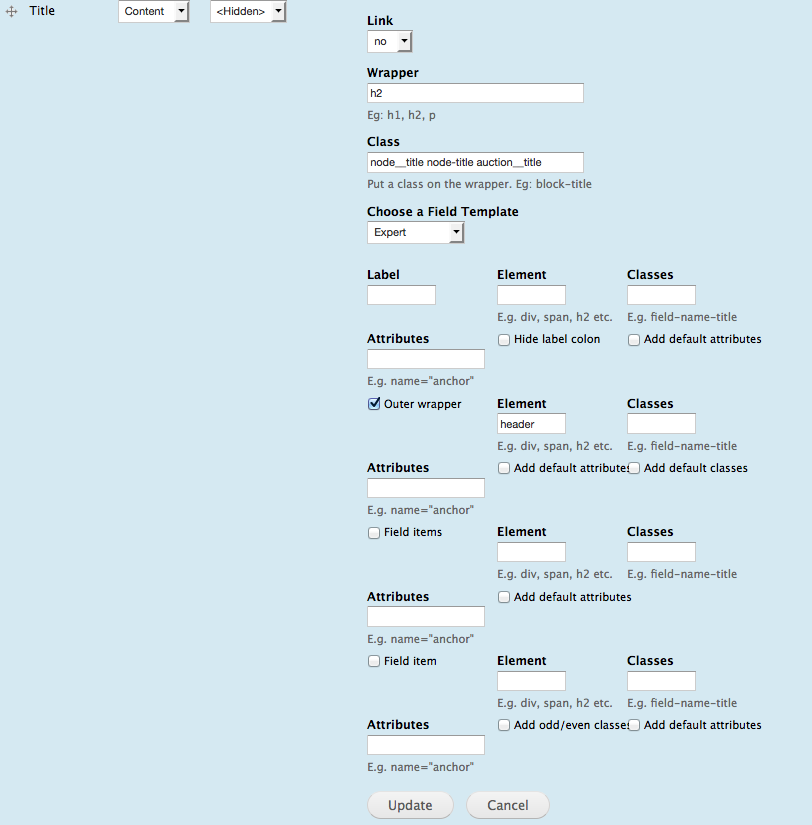 Title Content <Hidden>
Link
no
Wrapper
h2
Eg: h1, h2, p
Class
node__title node-title auction__title
Put a class on the wrapper. Eg: block-title
Choose a Field Template
Expert
Label Element Classes
E.g. div, span, h2 etc. E.g. field-name-title
Attributes Hide label colon Add default attributes
E.g. name="anchor"
Outer wrapper Element Classes
header
E.g. div, span, h2 etc. E.g. field-name-title
Attributes Add default attributes Add default classes
E.g. name="anchor"
Field items Element Classes
E.g. div, span, h2 etc. E.g. field-name-title
Attributes Add default attributes
E.g. name="anchor"
Field item Element Classes
E.g. div, span, h2 etc. E.g. field-name-title
Attributes Add odd/even classes Add default attributes
E.g. name="anchor"
Update Cancel